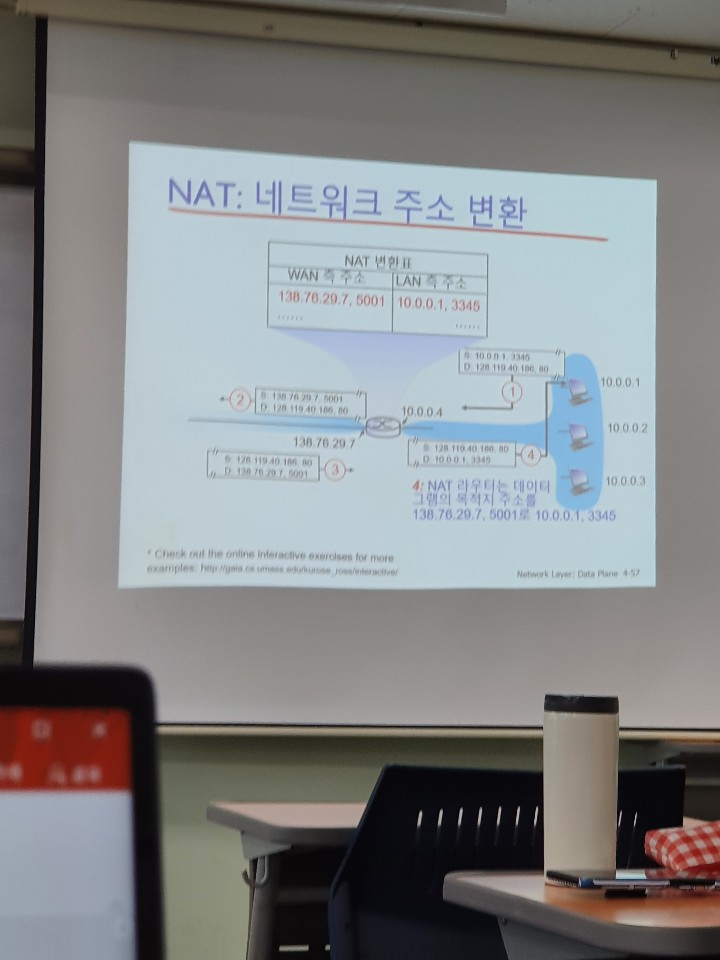 NAT: 네트워크 주소 변환
NAT 변환표
WAN 측 주소 LAN 측 주소
138.76.29.7, 5001 10.0.0.1, 3345
...... ......
S: 10.0.0.1, 3345
D: 128.119.40.186, 80
1
10.0.0.1
2
S: 138.76.29.7, 5001
D: 128.119.40.186, 80
10.0.0.4
10.0.0.2
138.76.29.7
S: 128.119.40.186, 80
D: 10.0.0.1, 3345
4
S: 128.119.40.186, 80
D: 138.76.29.7, 5001
3
10.0.0.3
4: NAT 라우터는 데이터
그램의 목적지 주소를
138.76.29.7, 5001로 10.0.0.1, 3345
* Check out the online interactive exercises for more
examples: http://gaia.cs.umass.edu/kurose_ross/interactive/
Network Layer: Data Plane 4-57